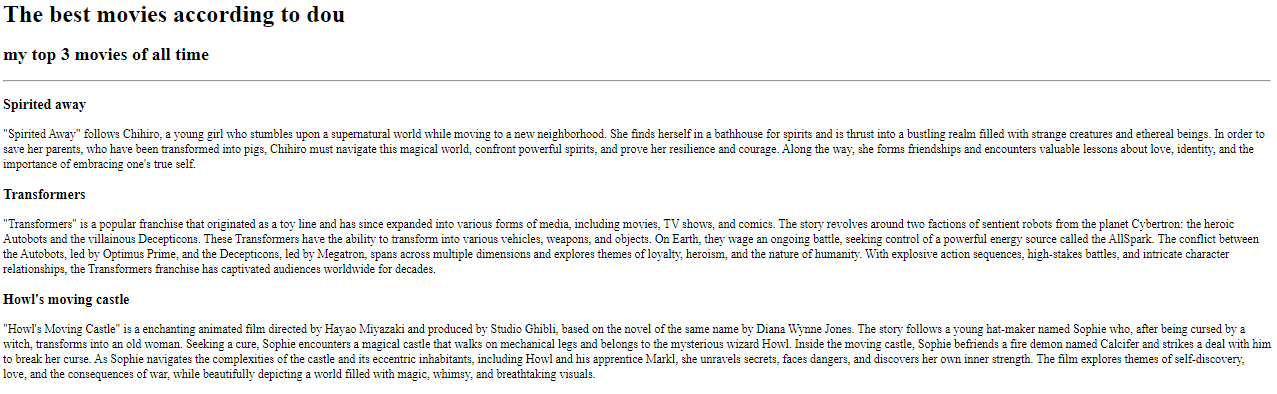 The best movies according to dou
my top 3 movies of all time
Spirited away
"Spirited Away" follows Chihiro, a young girl who stumbles upon a supernatural world while moving to a new neighborhood. She finds herself in a bathhouse for spirits and is thrust into a bustling realm filled with strange creatures and ethereal beings. In order to
save her parents, who have been transformed into pigs, Chihiro must navigate this magical world, confront powerful spirits, and prove her resilience and courage. Along the way, she forms friendships and encounters valuable lessons about love, identity, and the
importance of embracing one's true self.
Transformers
"Transformers" is a popular franchise that originated as a toy line and has since expanded into various forms of media, including movies, TV shows, and comics. The story revolves around two factions of sentient robots from the planet Cybertron: the heroic
Autobots and the villainous Decepticons. These Transformers have the ability to transform into various vehicles, weapons, and objects. On Earth, they wage an ongoing battle, seeking control of a powerful energy source called the AllSpark. The conflict between
the Autobots, led by Optimus Prime, and the Decepticons, led by Megatron, spans across multiple dimensions and explores themes of loyalty, heroism, and the nature of humanity. With explosive action sequences, high-stakes battles, and intricate character
relationships, the Transformers franchise has captivated audiences worldwide for decades.
Howl's moving castle
"Howl's Moving Castle" is a enchanting animated film directed by Hayao Miyazaki and produced by Studio Ghibli, based on the novel of the same name by Diana Wynne Jones. The story follows a young hat-maker named Sophie who, after being cursed by a
witch, transforms into an old woman. Seeking a cure, Sophie encounters a magical castle that walks on mechanical legs and belongs to the mysterious wizard Howl. Inside the moving castle, Sophie befriends a fire demon named Calcifer and strikes a deal with him
to break her curse. As Sophie navigates the complexities of the castle and its eccentric inhabitants, including Howl and his apprentice Markl, she unravels secrets, faces dangers, and discovers her own inner strength. The film explores themes of self-discovery,
love, and the consequences of war, while beautifully depicting a world filled with magic, whimsy, and breathtaking visuals.